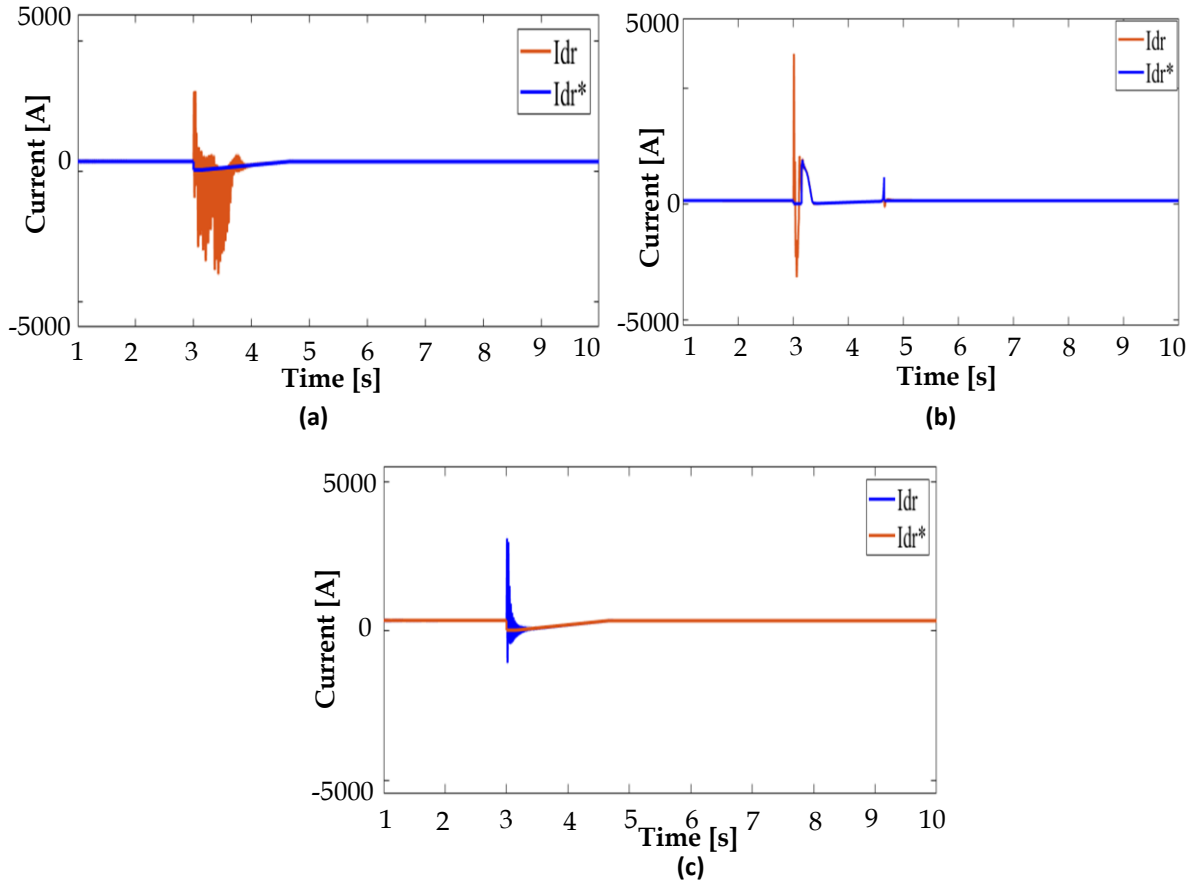 5000
Idr
Idr*
Current [A]
0
-5000
1 2 3 4 5 6 7 8 9 10
Time [s]
(a)
5000
Idr
Idr*
Current [A]
0
-5000
1 2 3 4 5 6 7 8 9 10
Time [s]
(b)
5000
Idr
Idr*
Current [A]
0
-5000
1 2 3 4 5 6 7 8 9 10
Time [s]
(c)